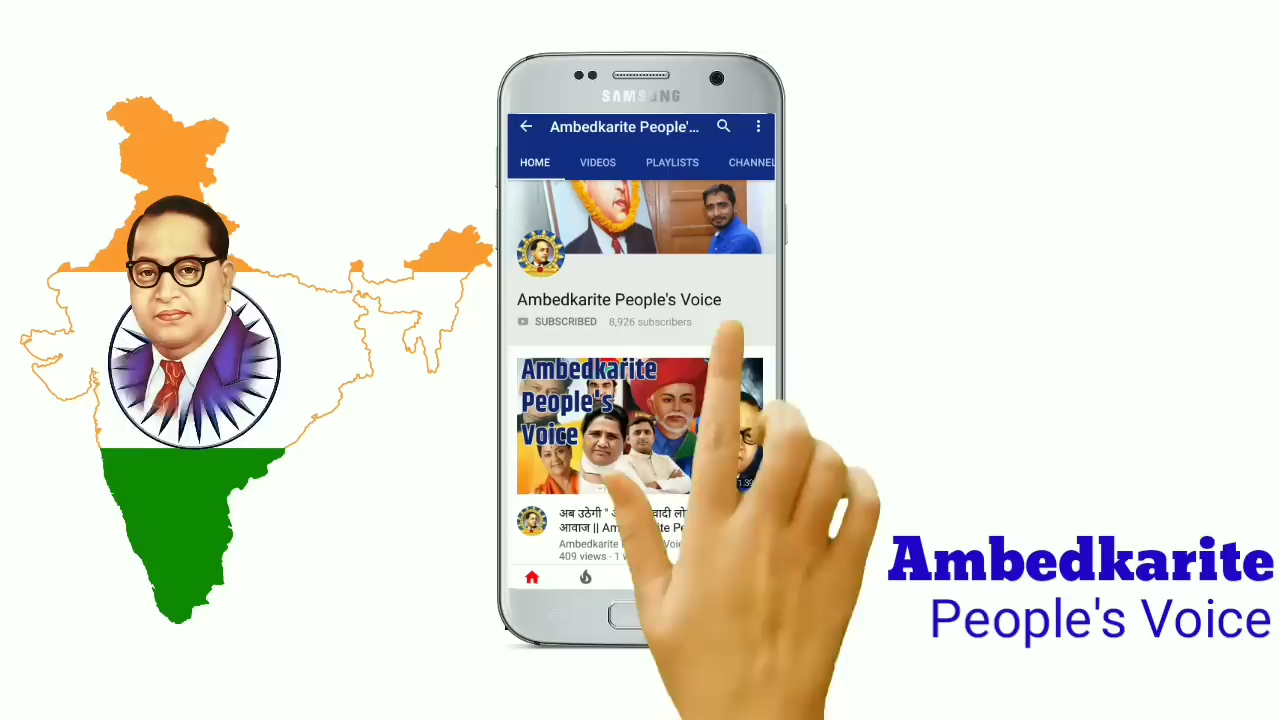 SAMSUNG
Ambedkarite People'...
HOME VIDEOS PLAYLISTS CHANNEL
Ambedkarite People's Voice
SUBSCRIBED 8,926 subscribers
Ambedkarite
People's
Voice
अब उठेगी "
आवाज ||
Ambedkarite
409 views · 1
Ambedkarite
People's Voice